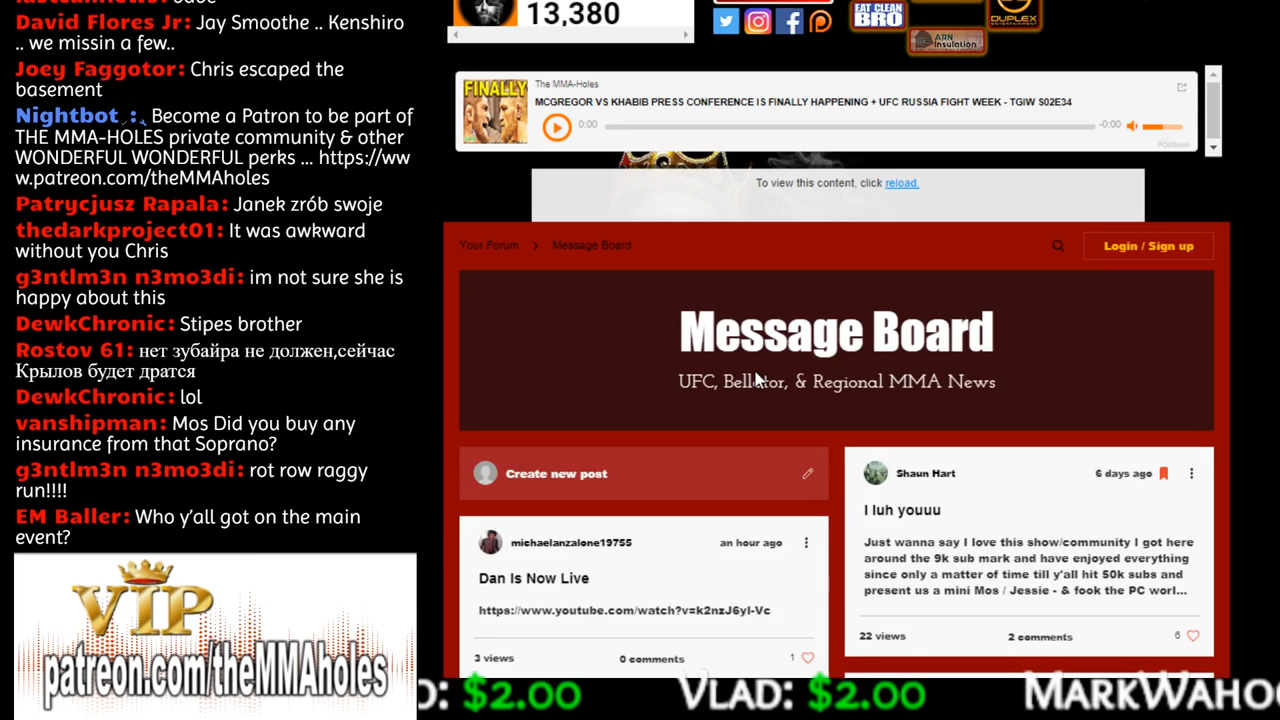 David Flores Jr: Jay Smoothe .. Kenshiro
.. we missin a few..
Joey Faggotor: Chris escaped the
basement
Nightbot : Become a Patron to be part of
THE MMA-HOLES private community & other
WONDERFUL WONDERFUL perks ... https://ww
w.patreon.com/theMMAholes
Patrycjusz Rapala: Janek zrób swoje
thedarkproject01: It was awkward
without you Chris
g3ntlm3n n3mo3di: im not sure she is
happy about this
DewkChronic: Stipes brother
Rostov 61: нет зубайра не должен,сейчас
Крылов будет дратся
DewkChronic: lol
vanshipman: Mos Did you buy any
insurance from that Soprano?
g3ntlm3n n3mo3di: rot row raggy
run!!!!
EM Baller: Who y'all got on the main
event?
VIP
patreon.com/theMMAholes
13,380
EAT CLEAN
BRO
DUPLEX
ENTERTAINMENT
ARN
Insulation
FINALLY
The MMA-Holes
MCGREGOR VS KHABIB PRESS CONFERENCE IS FINALLY HAPPENING + UFC RUSSIA FIGHT WEEK - TGIW S02E34
0:00
-0:00
To view this content, click reload.
Your Forum > Message Board
Login / Sign up
Message Board
UFC, Bellator, & Regional MMA News
Create new post
michaelanzalone19755
an hour ago
Dan Is Now Live
https://www.youtube.com/watch?v=k2nzJ6yI-Vc
3 views
0 comments
1
Shaun Hart
6 days ago
I luh youuu
Just wanna say I love this show/community I got here
around the 9k sub mark and have enjoyed everything
since only a matter of time till y'all hit 50k subs and
present us a mini Mos / Jessie - & fook the PC worl...
22 views
2 comments
6
D: $2.00 VLAD: $2.00 MARKWAHO